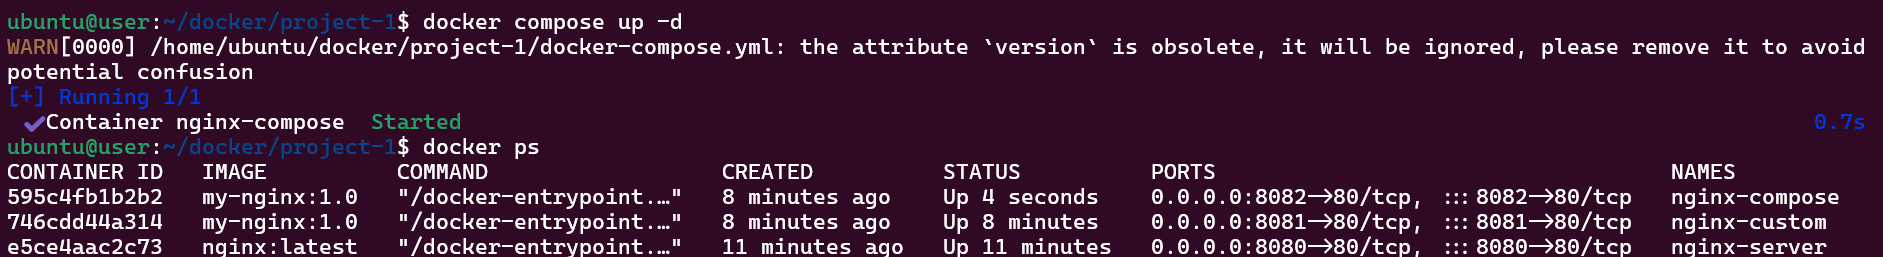 ubuntu@user:~/docker/project-1$ docker compose up -d
WARN[0000] /home/ubuntu/docker/project-1/docker-compose.yml: the attribute `version` is obsolete, it will be ignored, please remove it to avoid
potential confusion
[+] Running 1/1
✔Container nginx-compose  Started 0.7s
ubuntu@user:~/docker/project-1$ docker ps
CONTAINER ID   IMAGE          COMMAND                  CREATED          STATUS          PORTS                                   NAMES
595c4fb1b2b2   my-nginx:1.0   "/docker-entrypoint.…"   8 minutes ago    Up 4 seconds    0.0.0.0:8082->80/tcp, :::8082->80/tcp   nginx-compose
746cdd44a314   my-nginx:1.0   "/docker-entrypoint.…"   8 minutes ago    Up 8 minutes    0.0.0.0:8081->80/tcp, :::8081->80/tcp   nginx-custom
e5ce4aac2c73   nginx:latest   "/docker-entrypoint.…"   11 minutes ago   Up 11 minutes   0.0.0.0:8080->80/tcp, :::8080->80/tcp   nginx-server